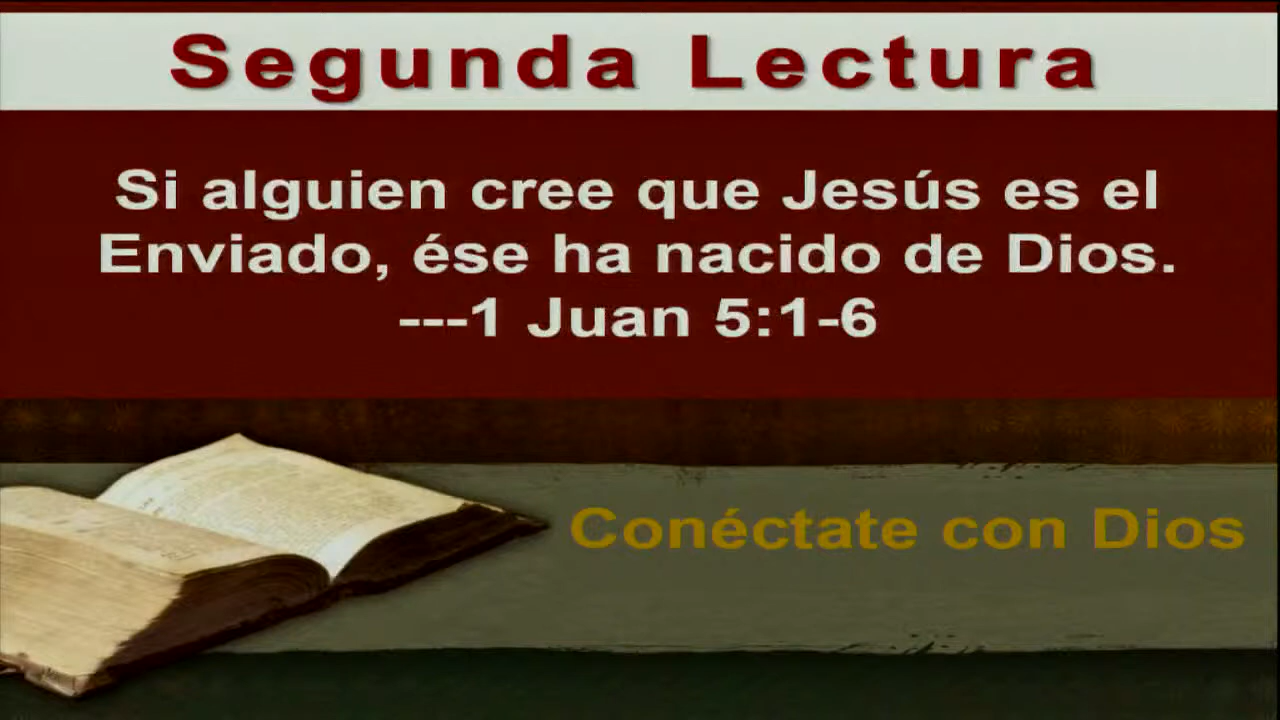 Segunda Lectura
Si alguien cree que Jesús es el
Enviado, ése ha nacido de Dios.
---1 Juan 5:1-6
Conéctate con Dios